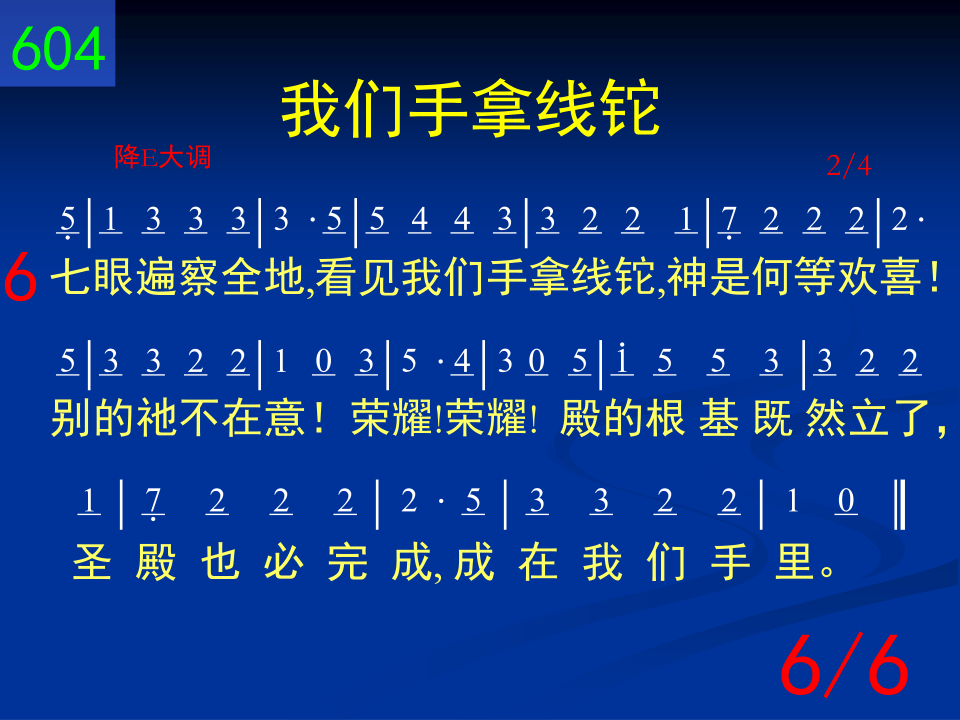 604
我们手拿线铊
降E大调 2/4
5̣|1 3 3 3|3 ·5|5 4 4 3|3 2 2 1|7̣ 2 2 2|2·
6 七眼遍察全地,看见我们手拿线铊,神是何等欢喜！
5|3 3 2 2|1 0 3|5 ·4|3 0 5|1̇ 5 5 3|3 2 2
别的祂不在意！荣耀!荣耀! 殿的根 基 既 然立了，
1|7̣ 2 2 2|2 · 5|3 3 2 2|1 0‖
圣 殿 也 必 完 成, 成 在 我 们 手 里。
6/6